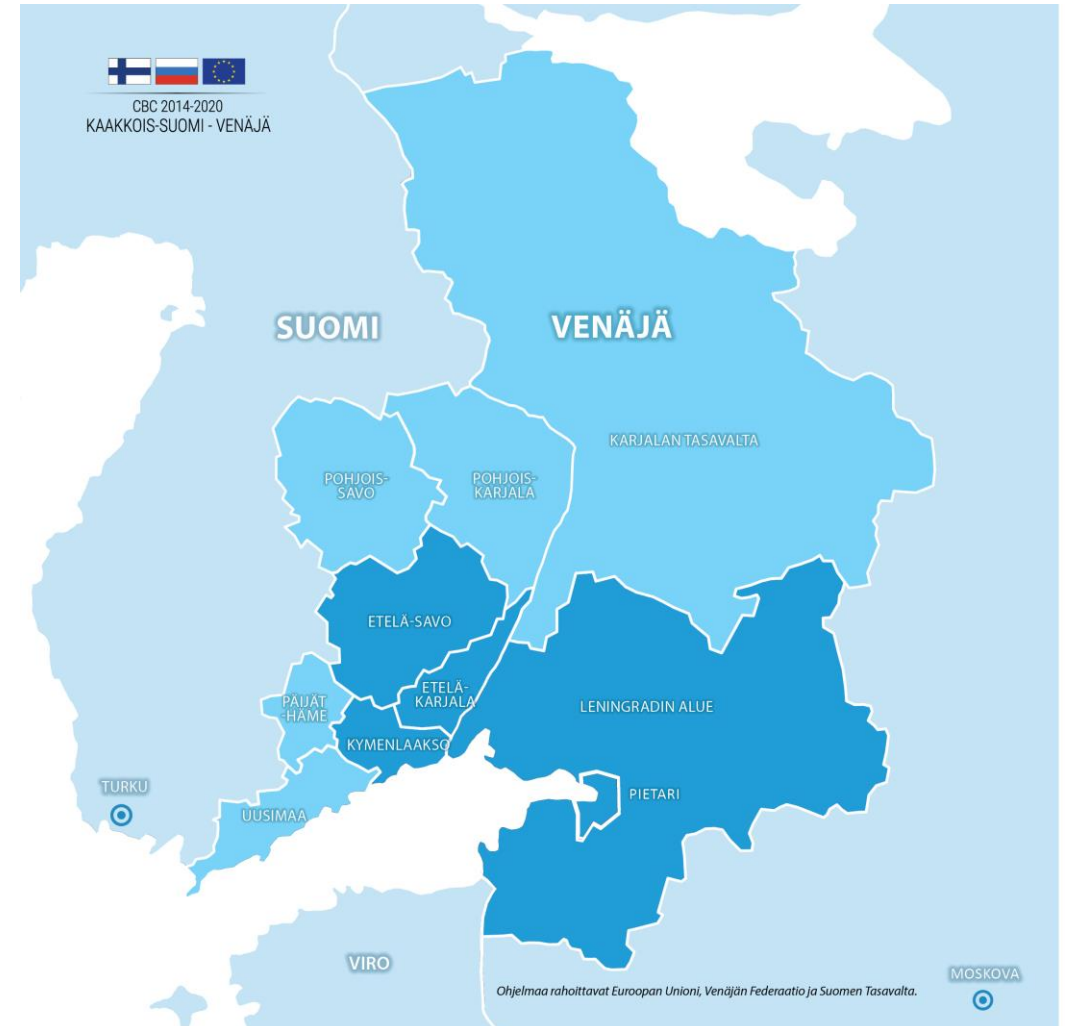 CBC 2014-2020
KAAKKOIS-SUOMI - VENÄJÄ
SUOMI
VENÄJÄ
KARJALAN TASAVALTA
POHJOIS-
SAVO
POHJOIS-
KARJALA
ETELÄ-SAVO
ETELÄ-
KARJALA
PÄIJÄT
-HÄME
LENINGRADIN ALUE
KYMENLAAKSO
TURKU
PIETARI
UUSIMAA
VIRO
MOSKOVA
Ohjelmaa rahoittavat Euroopan Unioni, Venäjän Federaatio ja Suomen Tasavalta.